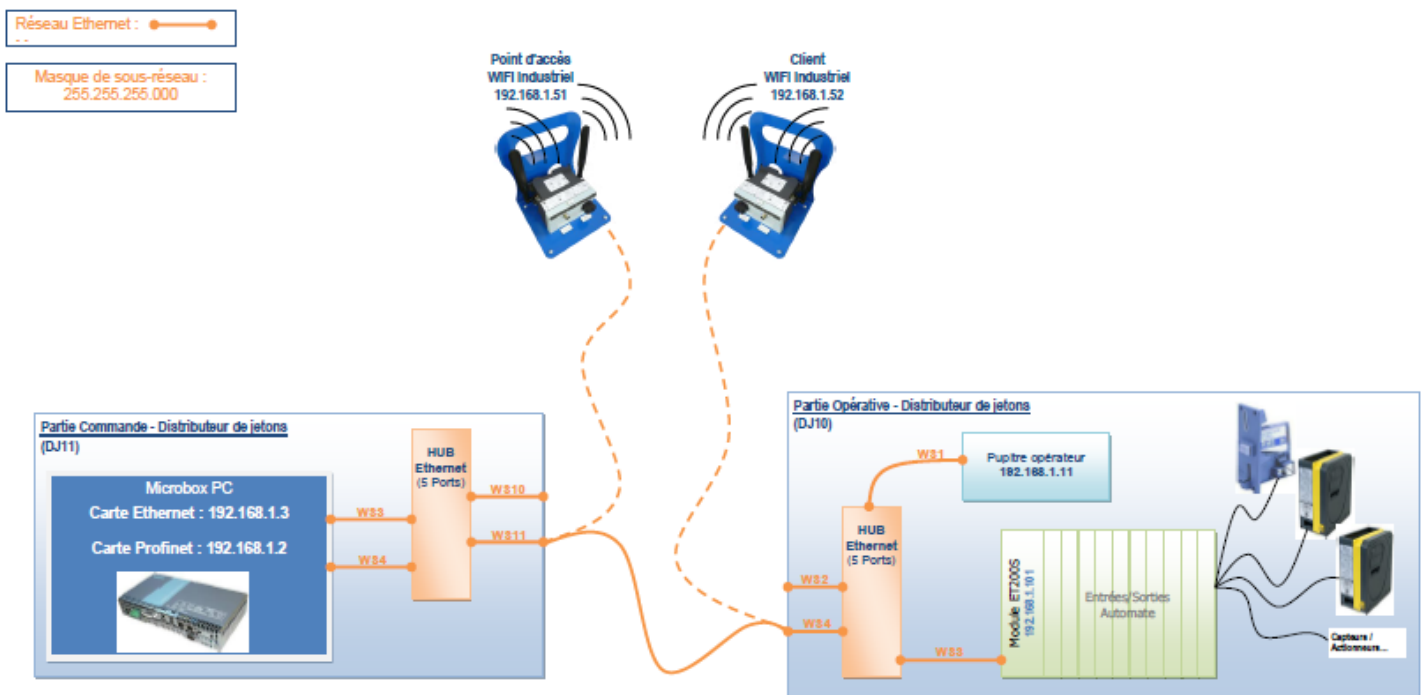 Réseau Ethernet :
Masque de sous-réseau :
255.255.255.000
Point d'accès
WIFI Industriel
192.168.1.51
Client
WIFI Industriel
192.168.1.52
Partie Commande - Distributeur de jetons
(DJ11)
HUB
Ethernet
(5 Ports)
Microbox PC
Carte Ethernet : 192.168.1.3
Carte Profinet : 192.168.1.2
WS3
WS4
WS10
WS11
Partie Opérative - Distributeur de jetons
(DJ10)
WS1
Pupitre opérateur
192.168.1.11
HUB
Ethernet
(5 Ports)
WS2
WS4
WS3
Module ET200S
192.168.1.101
Entrées/Sorties
Automate
Capteurs /
Actionneurs...